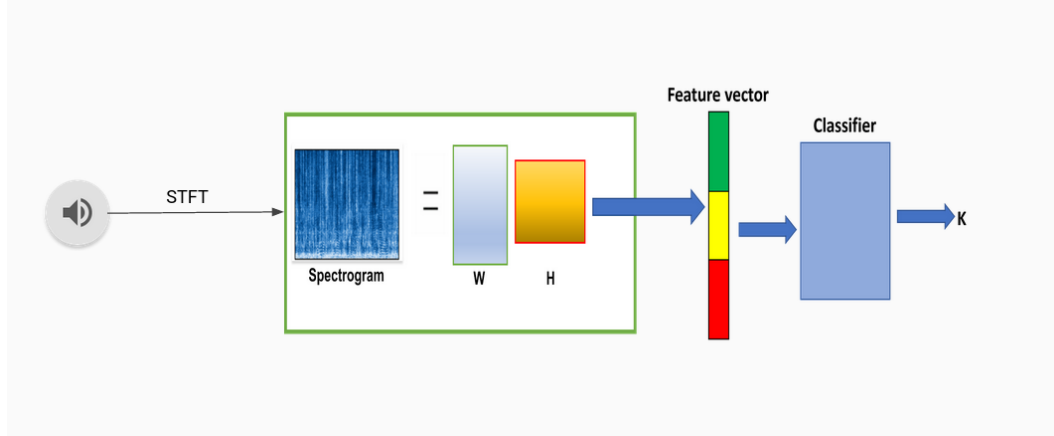 STFT
Spectrogram
=
W
H
Feature vector
Classifier
K